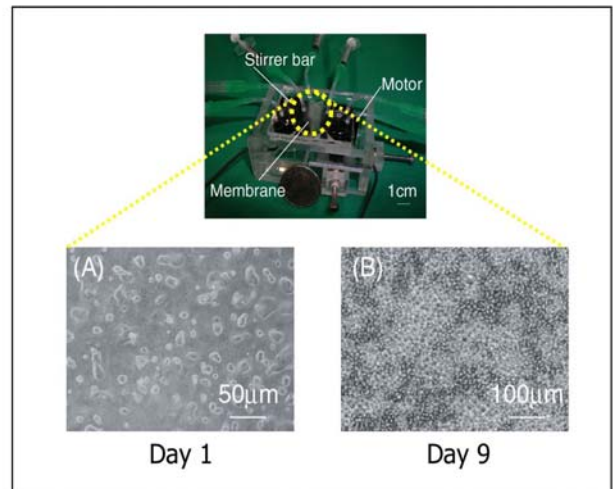 Stirrer bar
Motor
Membrane
1cm
(A)
(B)
50μm
100μm
Day 1
Day 9